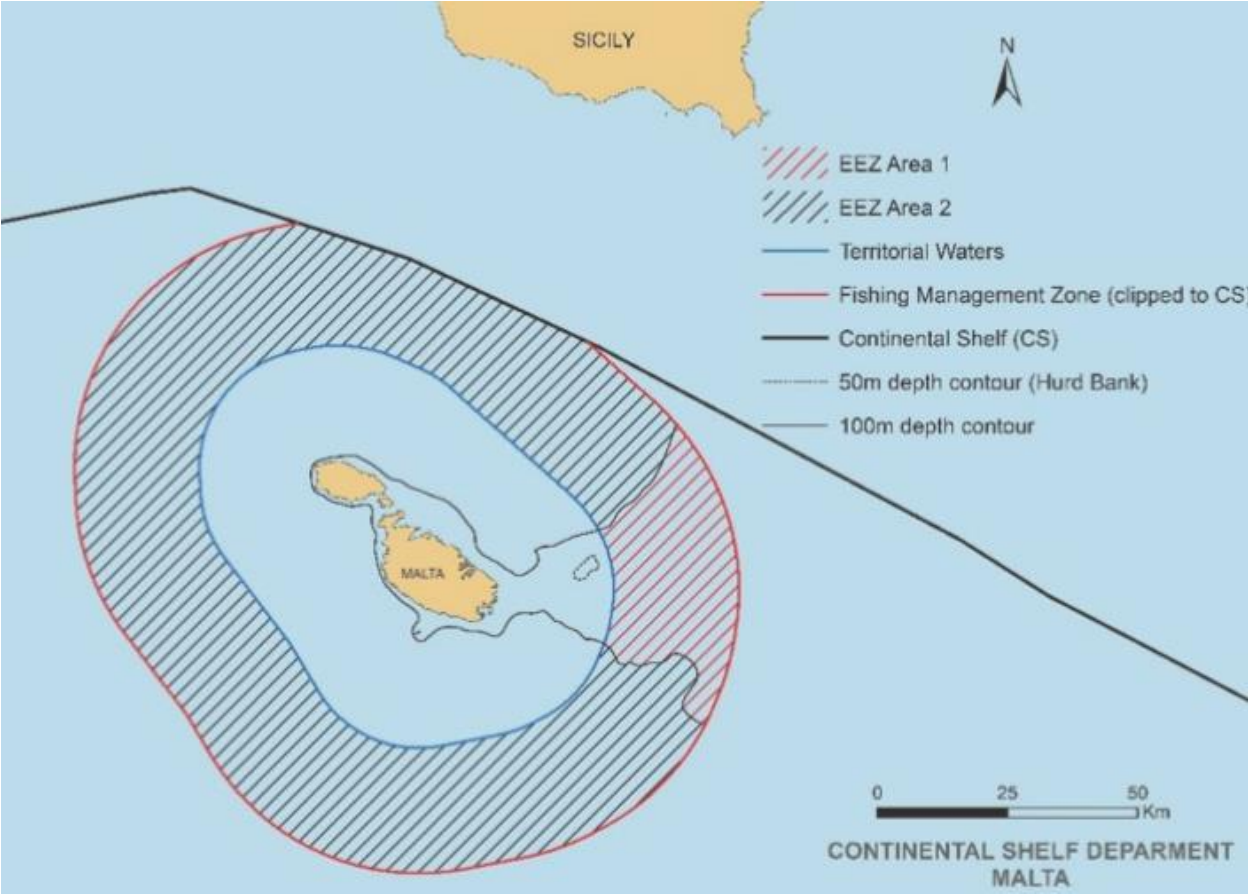 SICILY
N
EEZ Area 1
EEZ Area 2
Territorial Waters
Fishing Management Zone (clipped to CS)
Continental Shelf (CS)
50m depth contour (Hurd Bank)
100m depth contour
MALTA
0 25 50
Km
CONTINENTAL SHELF DEPARMENT
MALTA